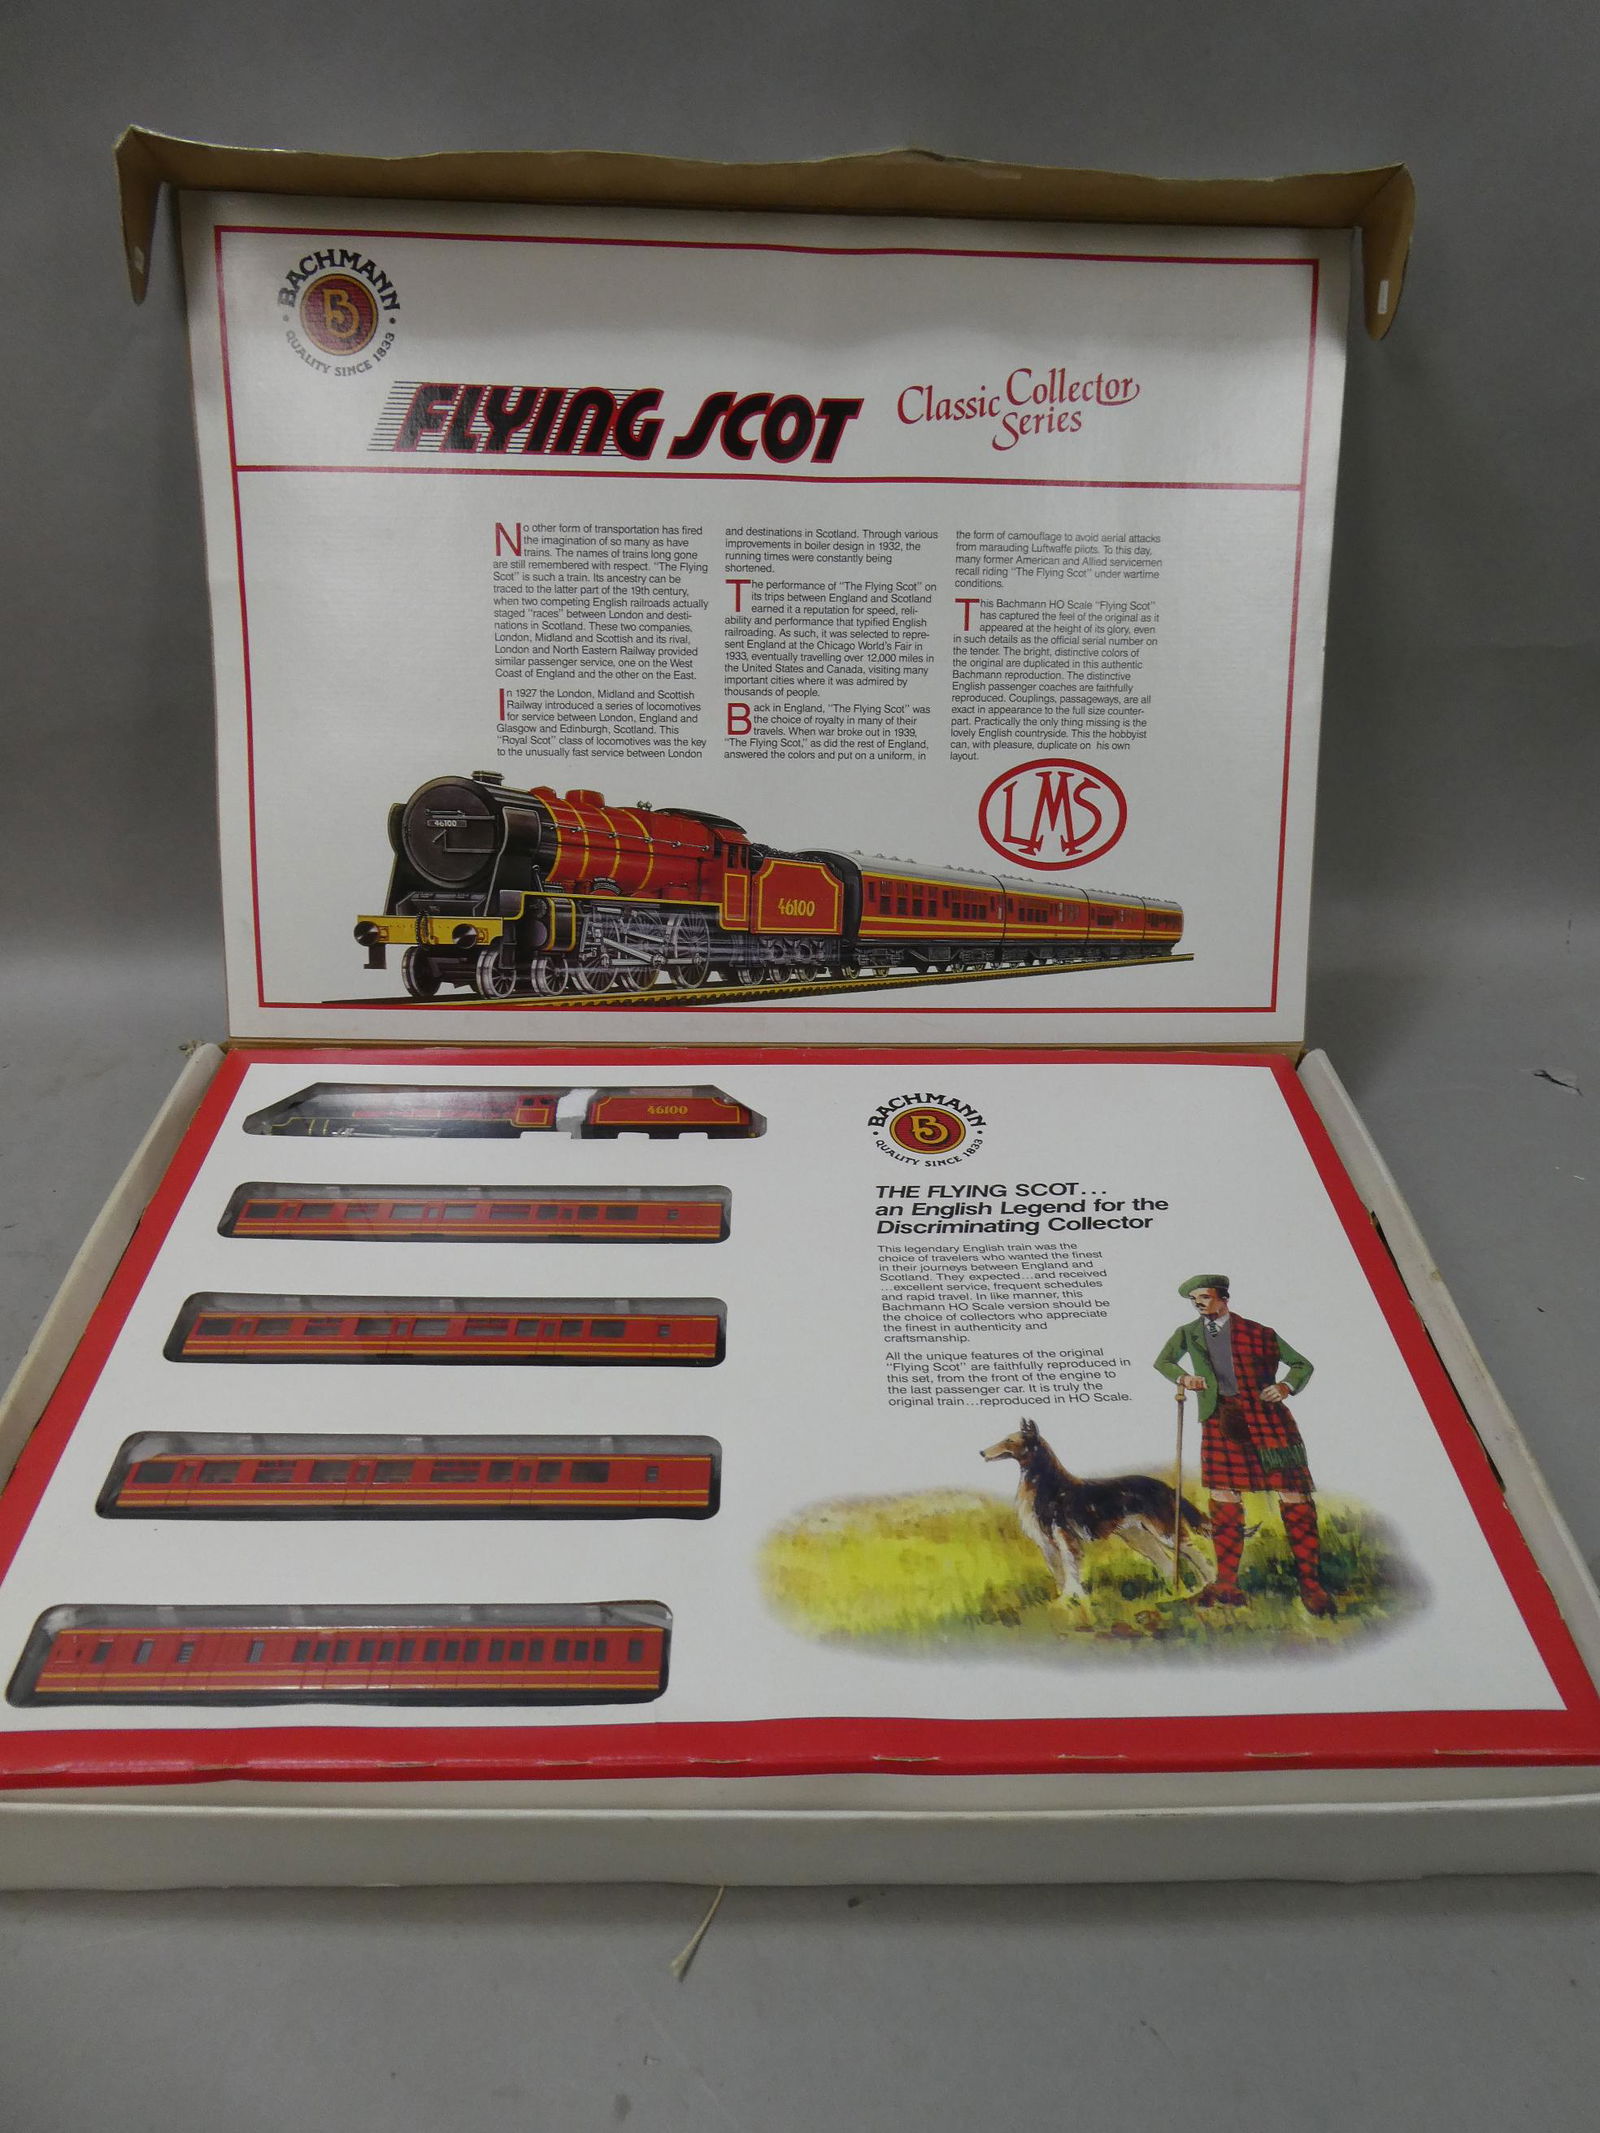 BACHMANN
B
QUALITY SINCE 1833
FLYING SCOT
Classic Collector
Series
No other form of transportation has fired
the imagination of so many as have
trains. The names of trains long gone
are still remembered with respect. "The Flying
Scot" is such a train. Its ancestry can be
traced to the latter part of the 19th century,
when two competing English railroads actually
staged "races" between London and desti-
nations in Scotland. These two companies,
London, Midland and Scottish and its rival,
London and North Eastern Railway provided
similar passenger service, one on the West
Coast of England and the other on the East.
In 1927 the London, Midland and Scottish
Railway introduced a series of locomotives
for service between London, England and
Glasgow and Edinburgh, Scotland. This
"Royal Scot" class of locomotives was the key
to the unusually fast service between London
and destinations in Scotland. Through various
improvements in boiler design in 1932, the
running times were constantly being
shortened.
The performance of "The Flying Scot" on
its trips between England and Scotland
earned it a reputation for speed, reli-
ability and performance that typified English
railroading. As such, it was selected to repre-
sent England at the Chicago World's Fair in
1933, eventually travelling over 12,000 miles in
the United States and Canada, visiting many
important cities where it was admired by
thousands of people.
Back in England, "The Flying Scot" was
the choice of royalty in many of their
travels. When war broke out in 1939,
"The Flying Scot," as did the rest of England,
answered the colors and put on a uniform, in
the form of camouflage to avoid aerial attacks
from marauding Luftwaffe pilots. To this day,
many former American and Allied servicemen
recall riding "The Flying Scot" under wartime
conditions.
This Bachmann HO Scale "Flying Scot"
has captured the feel of the original as it
appeared at the height of its glory, even
in such details as the official serial number on
the tender. The bright, distinctive colors of
the original are duplicated in this authentic
Bachmann reproduction. The distinctive
English passenger coaches are faithfully
reproduced. Couplings, passageways, are all
exact in appearance to the full size counter-
part. Practically the only thing missing is the
lovely English countryside. This the hobbyist
can, with pleasure, duplicate on his own
layout.
LMS
46100
46100
46100
BACHMANN
B
QUALITY SINCE 1833
THE FLYING SCOT...
an English Legend for the
Discriminating Collector
This legendary English train was the
choice of travelers who wanted the finest
in their journeys between England and
Scotland. They expected...and received
...excellent service, frequent schedules
and rapid travel. In like manner, this
Bachmann HO Scale version should be
the choice of collectors who appreciate
the finest in authenticity and
craftsmanship.
All the unique features of the original
"Flying Scot" are faithfully reproduced in
this set, from the front of the engine to
the last passenger car. It is truly the
original train...reproduced in HO Scale.